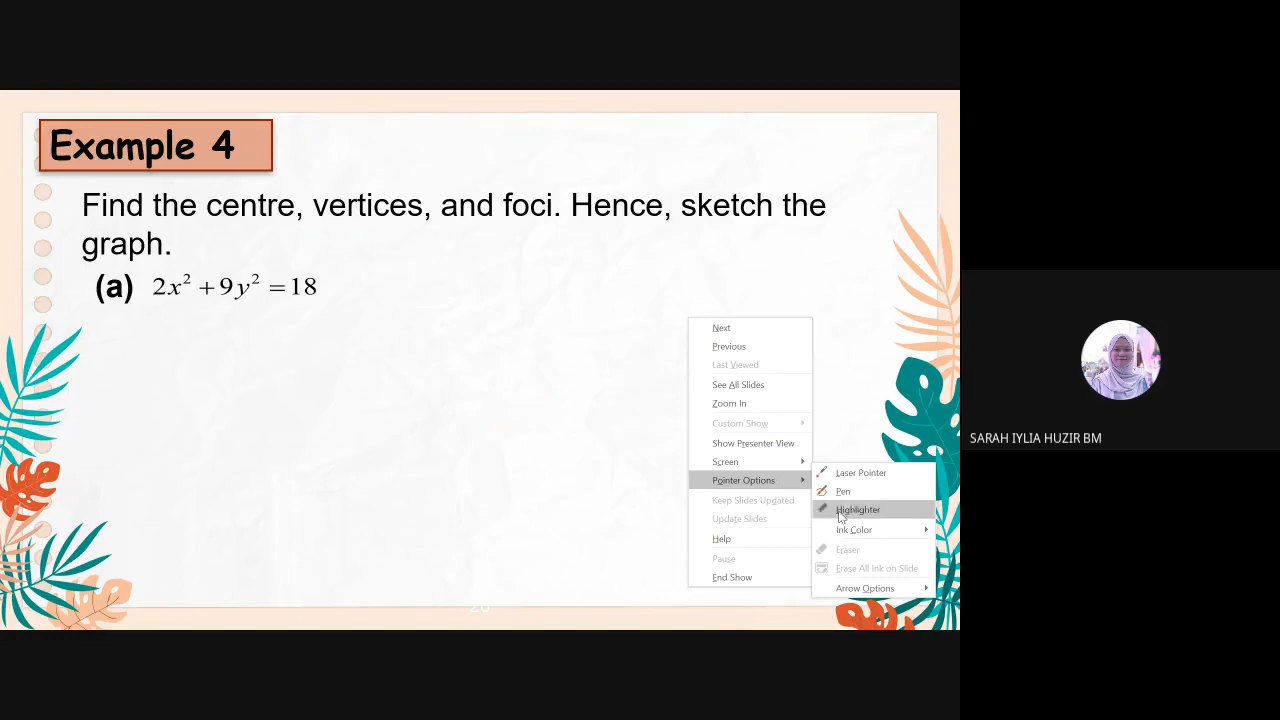 Example 4
Find the centre, vertices, and foci. Hence, sketch the
graph.
(a) 2x² + 9y² = 18
Next
Previous
Last Viewed
See All Slides
Zoom In
Custom Show
Show Presenter View
Screen
Pointer Options
Keep Slides Updated
Update Slides
Help
Pause
End Show
Laser Pointer
Pen
Highlighter
Ink Color
Eraser
Erase All Ink on Slide
Arrow Options
SARAH IYLIA HUZIR BM